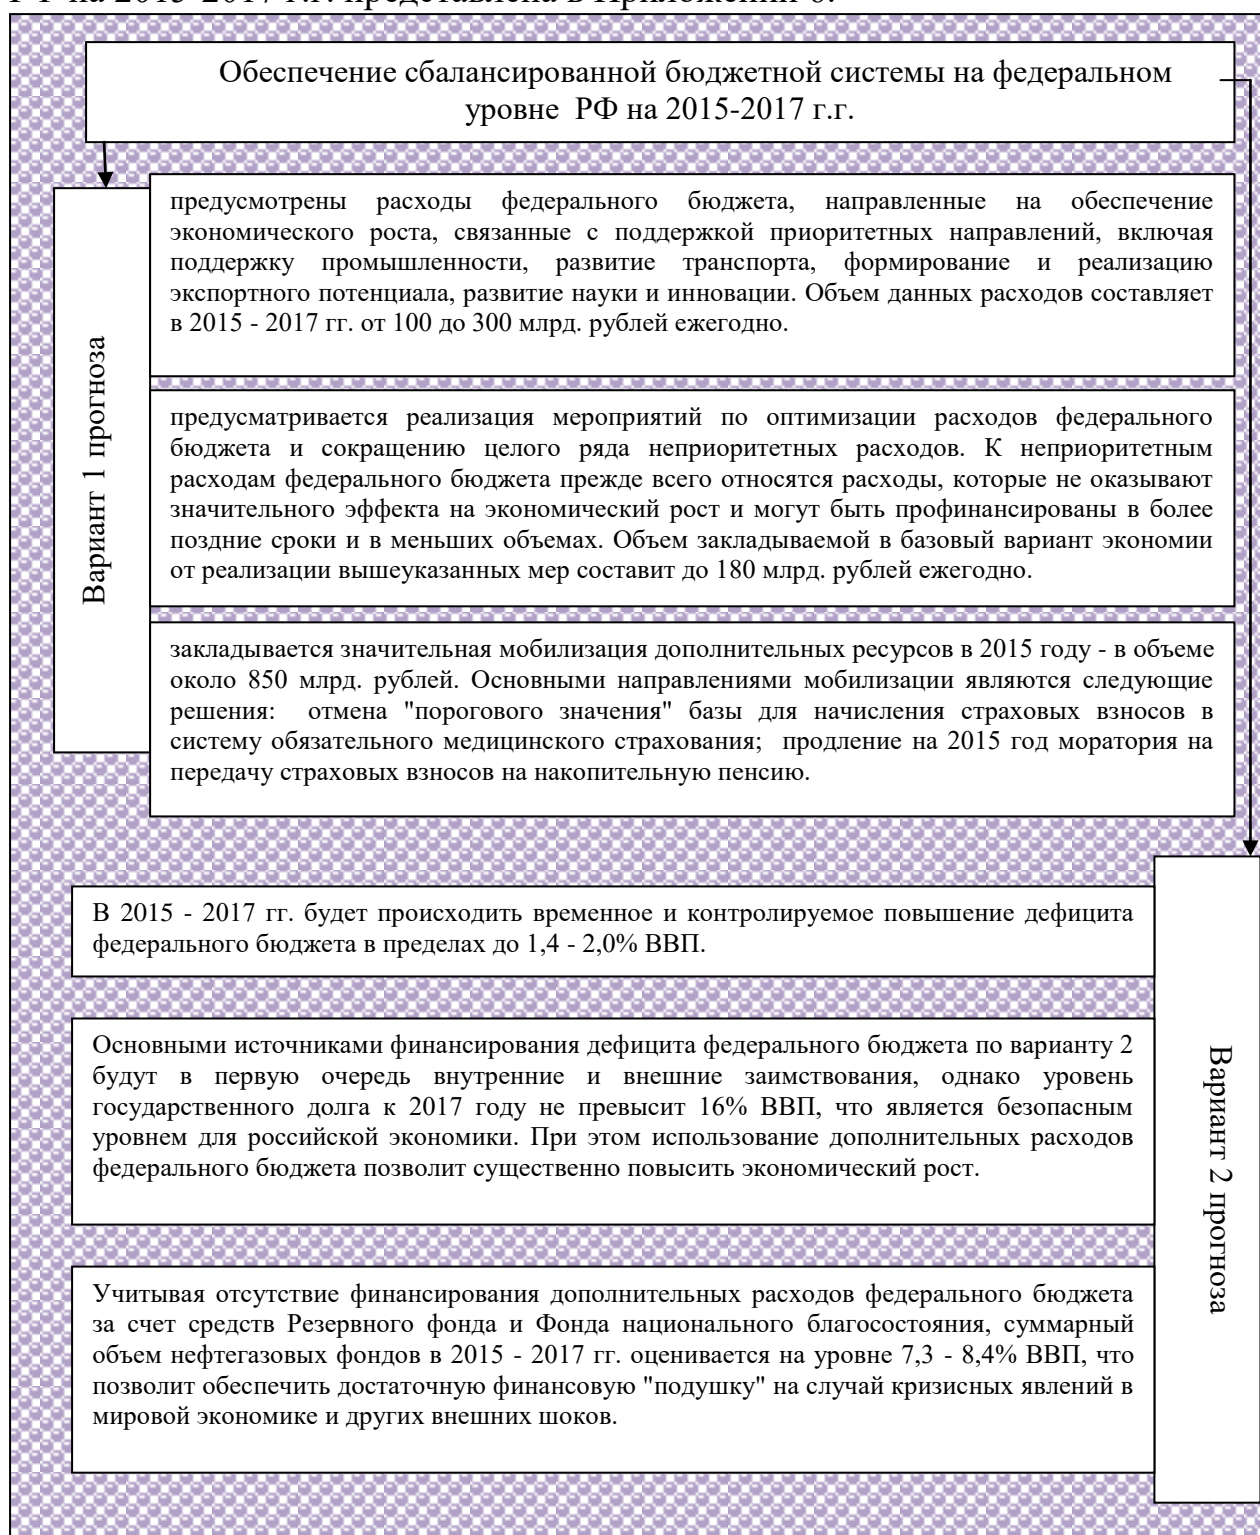 РФ на 2015-2017 г.г. представлена в Приложении 6.
Обеспечение сбалансированной бюджетной системы на федеральном
уровне РФ на 2015-2017 г.г.
Вариант 1 прогноза
предусмотрены расходы федерального бюджета, направленные на обеспечение
экономического роста, связанные с поддержкой приоритетных направлений, включая
поддержку промышленности, развитие транспорта, формирование и реализацию
экспортного потенциала, развитие науки и инновации. Объем данных расходов составляет
в 2015 - 2017 гг. от 100 до 300 млрд. рублей ежегодно.
предусматривается реализация мероприятий по оптимизации расходов федерального
бюджета и сокращению целого ряда неприоритетных расходов. К неприоритетным
расходам федерального бюджета прежде всего относятся расходы, которые не оказывают
значительного эффекта на экономический рост и могут быть профинансированы в более
поздние сроки и в меньших объемах. Объем закладываемой в базовый вариант экономии
от реализации вышеуказанных мер составит до 180 млрд. рублей ежегодно.
закладывается значительная мобилизация дополнительных ресурсов в 2015 году - в объеме
около 850 млрд. рублей. Основными направлениями мобилизации являются следующие
решения: отмена "порогового значения" базы для начисления страховых взносов в
систему обязательного медицинского страхования; продление на 2015 год моратория на
передачу страховых взносов на накопительную пенсию.
В 2015 - 2017 гг. будет происходить временное и контролируемое повышение дефицита
федерального бюджета в пределах до 1,4 - 2,0% ВВП.
Основными источниками финансирования дефицита федерального бюджета по варианту 2
будут в первую очередь внутренние и внешние заимствования, однако уровень
государственного долга к 2017 году не превысит 16% ВВП, что является безопасным
уровнем для российской экономики. При этом использование дополнительных расходов
федерального бюджета позволит существенно повысить экономический рост.
Учитывая отсутствие финансирования дополнительных расходов федерального бюджета
за счет средств Резервного фонда и Фонда национального благосостояния, суммарный
объем нефтегазовых фондов в 2015 - 2017 гг. оценивается на уровне 7,3 - 8,4% ВВП, что
позволит обеспечить достаточную финансовую "подушку" на случай кризисных явлений в
мировой экономике и других внешних шоков.
Вариант 2 прогноза